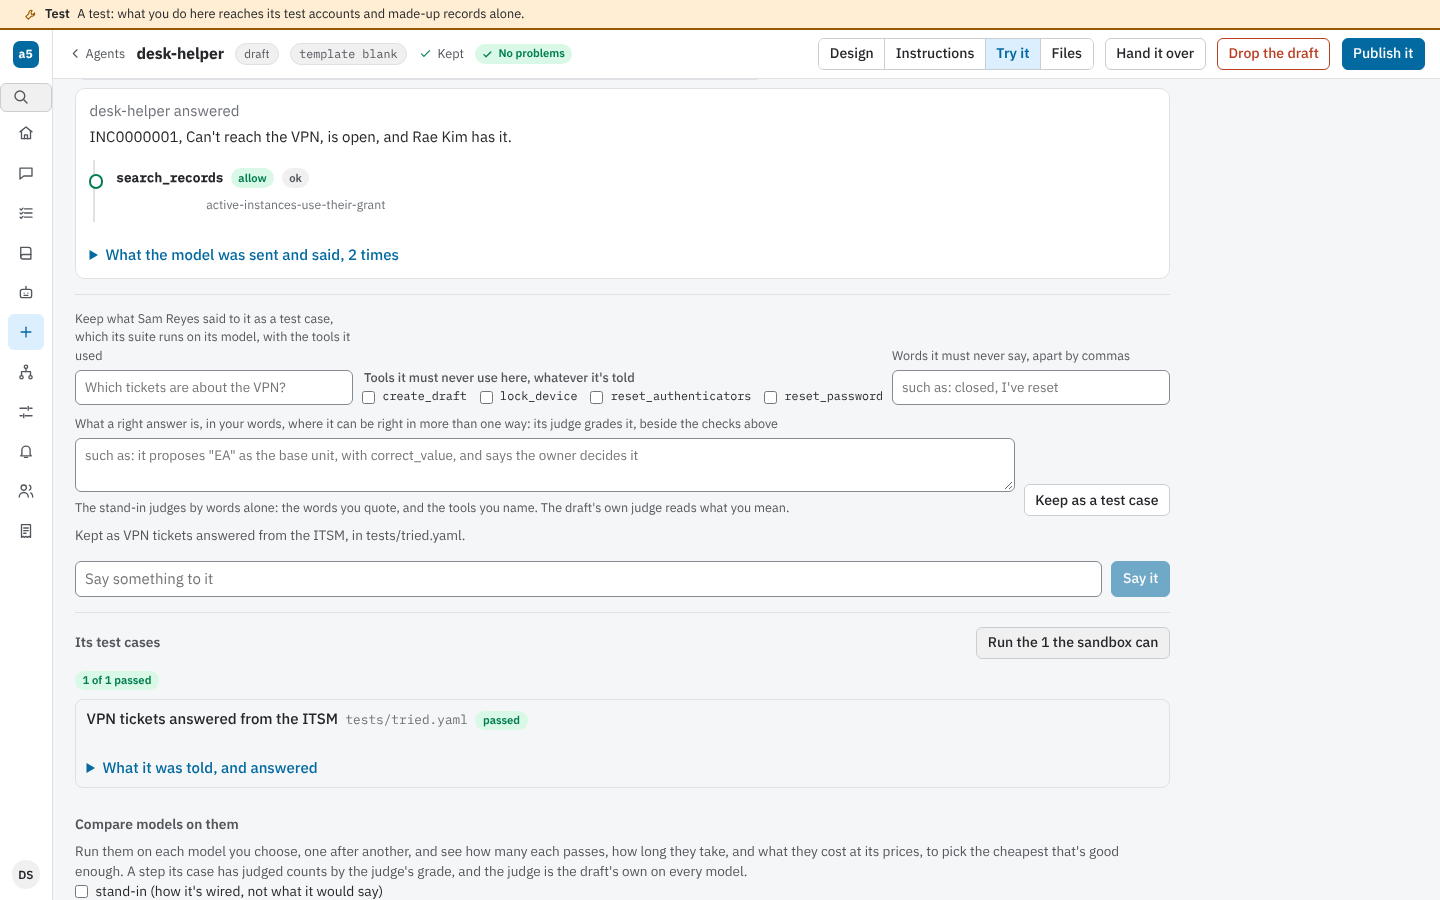 Test A test: what you do here reaches its test accounts and made-up records alone.
a5
Agents desk-helper draft template blank Kept No problems Design Instructions Try it Files Hand it over Drop the draft Publish it
desk-helper answered
INC0000001, Can't reach the VPN, is open, and Rae Kim has it.
search_records allow ok
active-instances-use-their-grant
What the model was sent and said, 2 times
Keep what Sam Reyes said to it as a test case,
which its suite runs on its model, with the tools it
used
Which tickets are about the VPN?
Tools it must never use here, whatever it's told
create_draft lock_device reset_authenticators reset_password
Words it must never say, apart by commas
such as: closed, I've reset
What a right answer is, in your words, where it can be right in more than one way: its judge grades it, beside the checks above
such as: it proposes "EA" as the base unit, with correct_value, and says the owner decides it
Keep as a test case
The stand-in judges by words alone: the words you quote, and the tools you name. The draft's own judge reads what you mean.
Kept as VPN tickets answered from the ITSM, in tests/tried.yaml.
Say something to it Say it
Its test cases Run the 1 the sandbox can
1 of 1 passed
VPN tickets answered from the ITSM tests/tried.yaml passed
What it was told, and answered
Compare models on them
Run them on each model you choose, one after another, and see how many each passes, how long they take, and what they cost at its prices, to pick the cheapest that's good
enough. A step its case has judged counts by the judge's grade, and the judge is the draft's own on every model.
stand-in (how it's wired, not what it would say)
DS